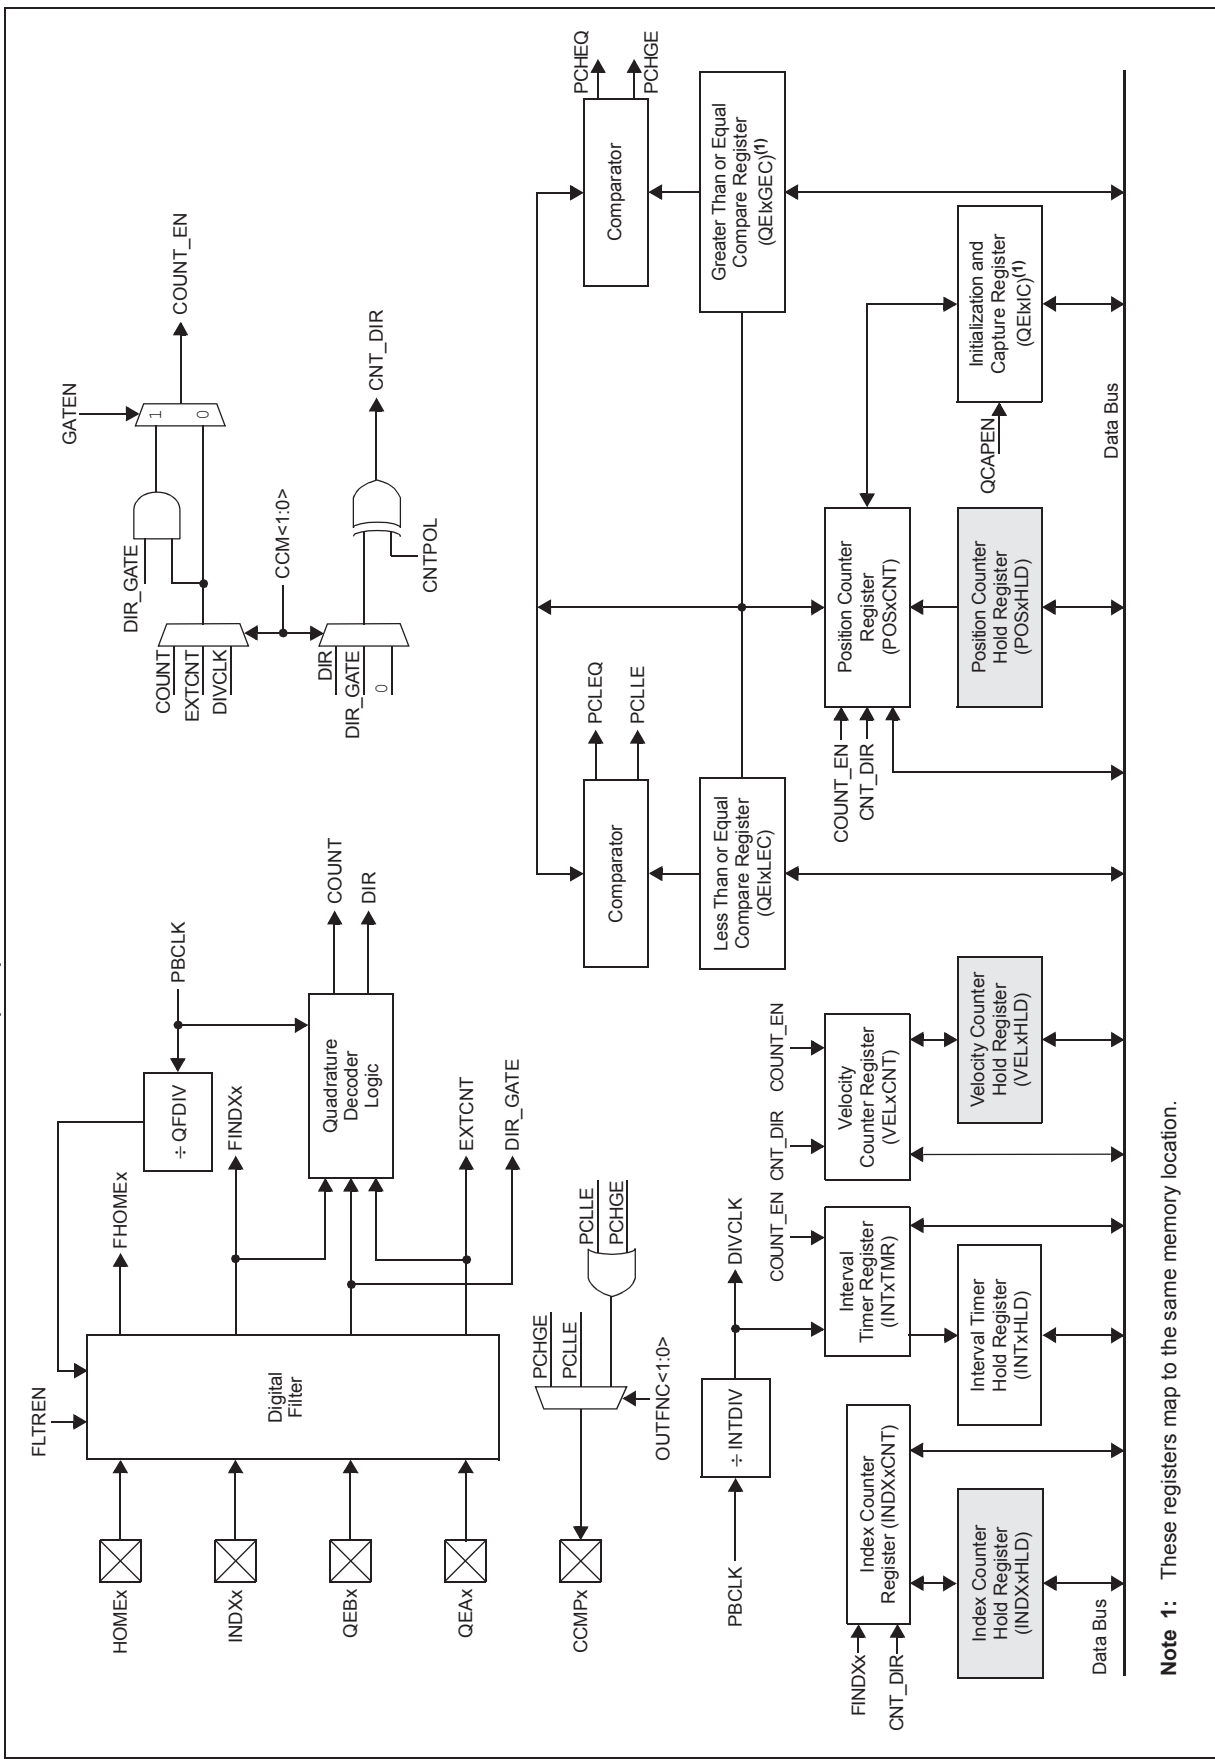 FLTREN
HOMEx
INDXx
QEBx
QEAx
CCMPx
Digital
Filter
FHOMEx
÷ QFDIV
PBCLK
FINDXx
Quadrature
Decoder
Logic
COUNT
DIR
EXTCNT
DIR_GATE
PCHGE
PCLLE
PCLLE
PCHGE
OUTFNC<1:0>
COUNT
EXTCNT
DIVCLK
DIR_GATE
GATEN
1
0
COUNT_EN
CCM<1:0>
DIR
DIR_GATE
0
CNTPOL
CNT_DIR
PBCLK
÷ INTDIV
DIVCLK
FINDXx
CNT_DIR
Index Counter
Register (INDXxCNT)
Index Counter
Hold Register
(INDXxHLD)
COUNT_EN
Interval
Timer Register
(INTxTMR)
Interval Timer
Hold Register
(INTxHLD)
CNT_DIR
COUNT_EN
Velocity
Counter Register
(VELxCNT)
Velocity Counter
Hold Register
(VELxHLD)
Comparator
PCLEQ
PCLLE
Less Than or Equal
Compare Register
(QEIxLEC)
COUNT_EN
CNT_DIR
Position Counter
Register
(POSxCNT)
Position Counter
Hold Register
(POSxHLD)
Comparator
PCHEQ
PCHGE
Greater Than or Equal
Compare Register
(QEIxGEC)(1)
QCAPEN
Initialization and
Capture Register
(QEIxIC)(1)
Data Bus
Data Bus
Note 1: These registers map to the same memory location.